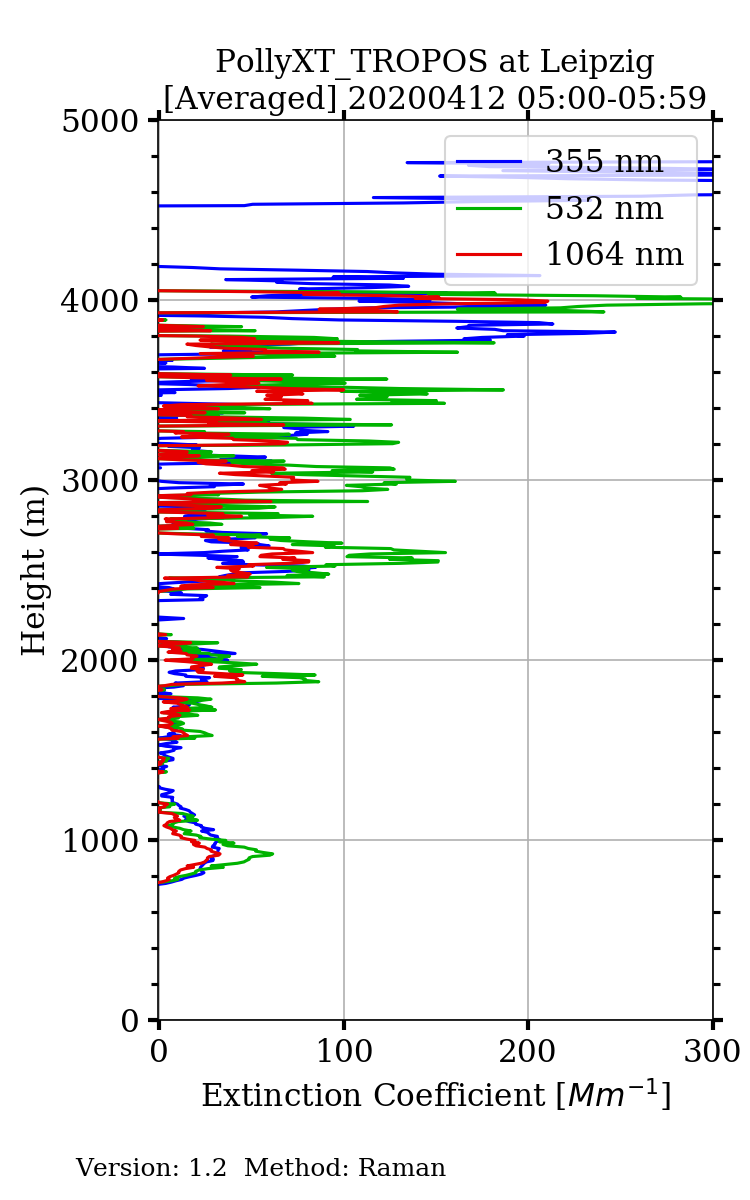 PollyXT_TROPOS at Leipzig
[Averaged] 20200412 05:00-05:59
5000
4000
3000
2000
1000
0
Height (m)
355 nm
532 nm
1064 nm
0 100 200 300
Extinction Coefficient [Mm⁻¹]
Version: 1.2 Method: Raman